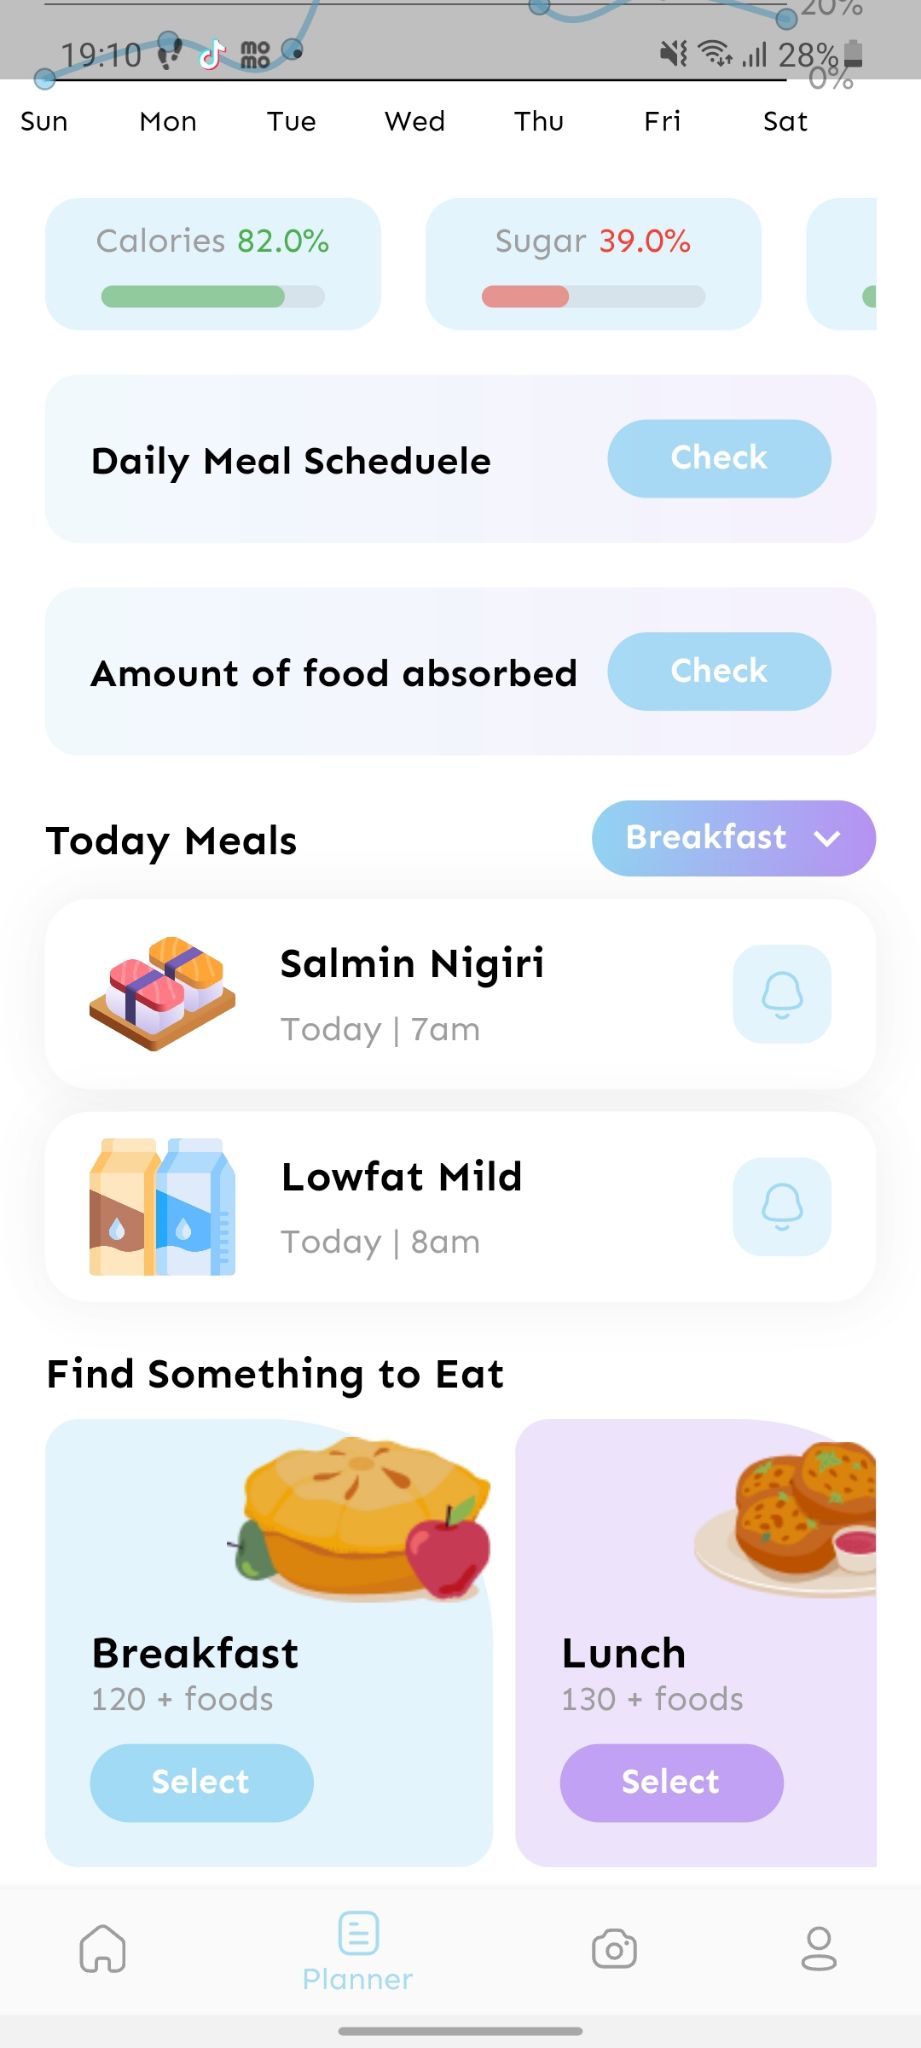 20%
19:10 mo mo 28%
0%
Sun Mon Tue Wed Thu Fri Sat
Calories 82.0% Sugar 39.0%
Daily Meal Scheduele Check
Amount of food absorbed Check
Today Meals Breakfast
Salmin Nigiri
Today | 7am
Lowfat Mild
Today | 8am
Find Something to Eat
Breakfast Lunch
120 + foods 130 + foods
Select Select
Planner